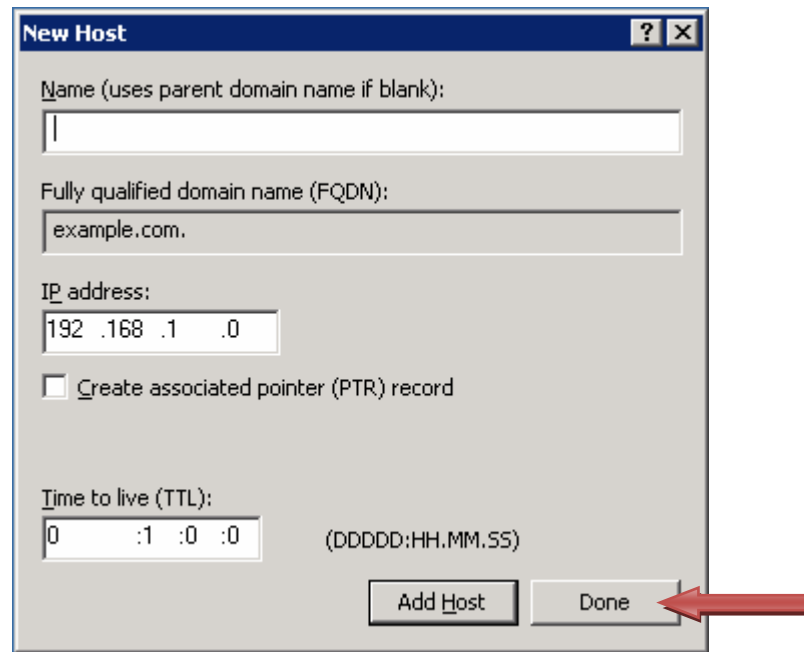 New Host
Name (uses parent domain name if blank):
Fully qualified domain name (FQDN):
example.com.
IP address:
192 .168 .1 .0
Create associated pointer (PTR) record
Time to live (TTL):
0 :1 :0 :0 (DDDDD:HH.MM.SS)
Add Host Done